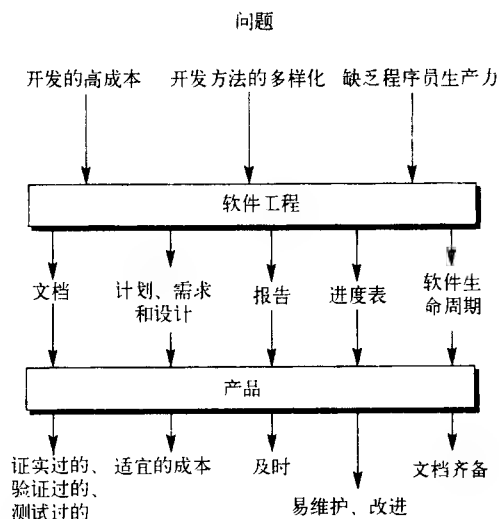 问题
开发的高成本 开发方法的多样化 缺乏程序员生产力
软件工程
文档 计划、需求 报告 进度表 软件生
和设计 命周期
产品
证实过的、 适宜的成本 及时 文档齐备
验证过的、
测试过的 易维护、改进